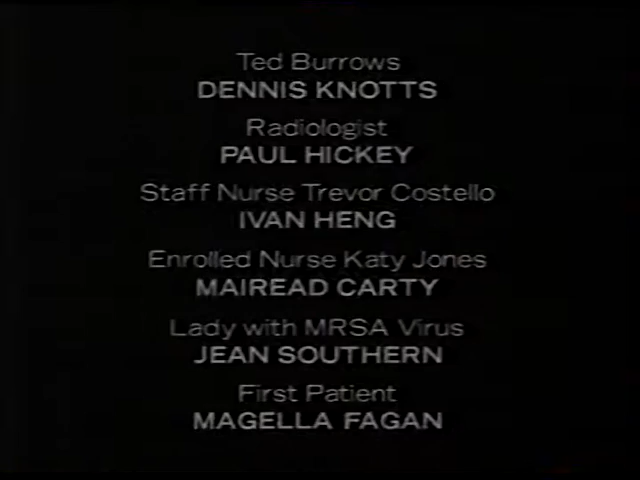 Ted Burrows
DENNIS KNOTTS
Radiologist
PAUL HICKEY
Staff Nurse Trevor Costello
IVAN HENG
Enrolled Nurse Katy Jones
MAIREAD CARTY
Lady with MRSA Virus
JEAN SOUTHERN
First Patient
MAGELLA FAGAN